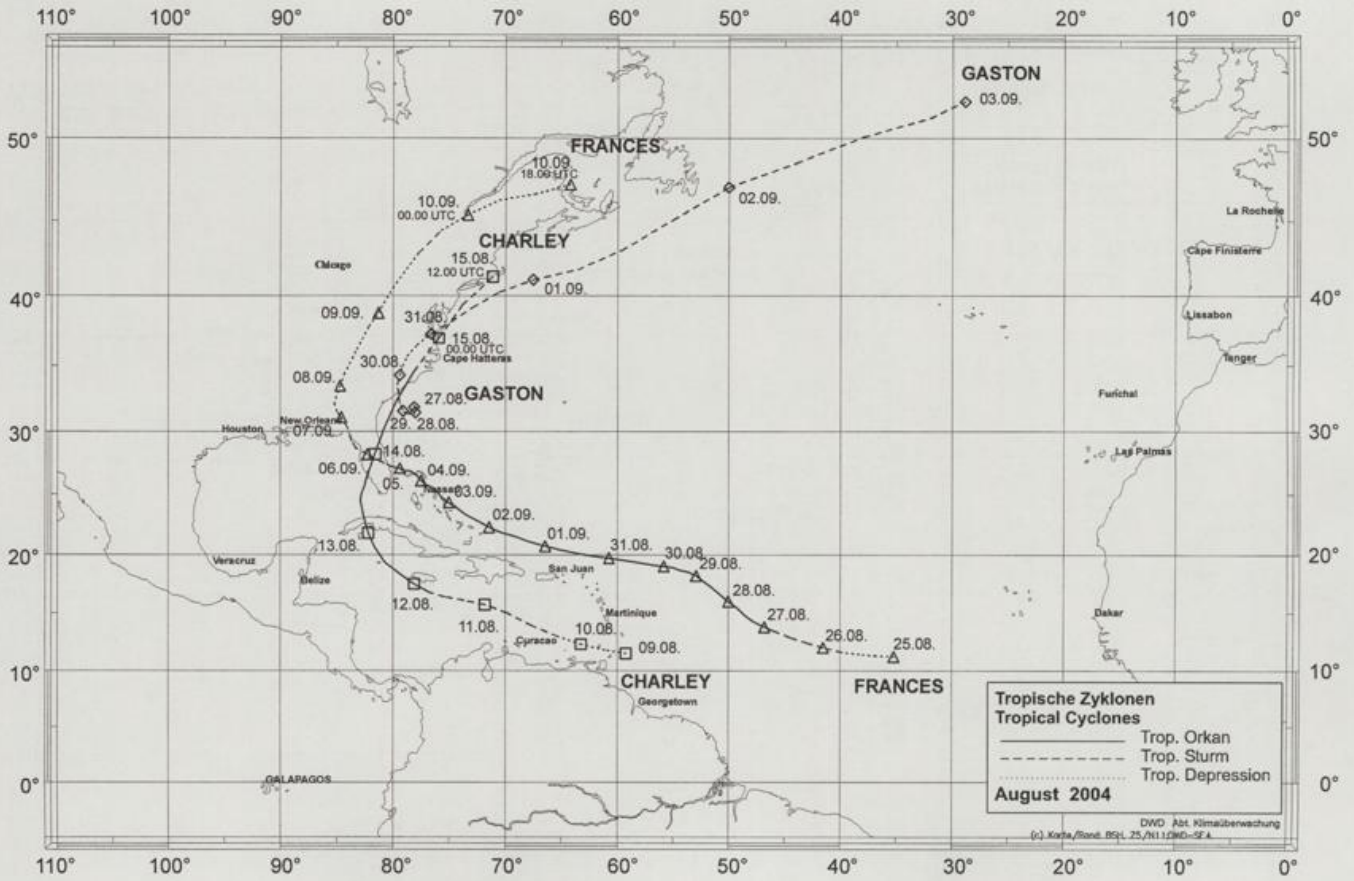 110° 100° 90° 80° 70° 60° 50° 40° 30° 20° 10° 0°
GASTON
03.09.
50° 50°
FRANCES
10.09.
18.00 UTC
02.09.
10.09.
00.00 UTC
La Rochelle
CHARLEY
Cape Finisterre
15.08.
12.00 UTC
Chicago
01.09.
40° 40°
09.09.
31.08.
Lissabon
15.08.
00.00 UTC
Cape Hatteras
Tanger
30.08.
08.09.
GASTON
27.08.
Funchal
New Orleans
29. 28.08.
Houston
07.09.
30° 30°
14.08.
Las Palmas
06.09.
04.09.
05.
Nassau
03.09.
02.09.
01.09.
13.08.
31.08.
30.08.
29.08.
20° 20°
Veracruz
San Juan
Belize
28.08.
12.08.
Martinique
27.08.
Dakar
11.08.
10.08.
26.08.
25.08.
Curacao
09.08.
10° 10°
CHARLEY
FRANCES
Georgetown
Tropische Zyklonen
Tropical Cyclones
Trop. Orkan
Trop. Sturm
Trop. Depression
August 2004
GALAPAGOS
0° 0°
DWD Abt. Klimaüberwachung
110° 100° 90° 80° 70° 60° 50° 40° 30° 20° 10° 0°